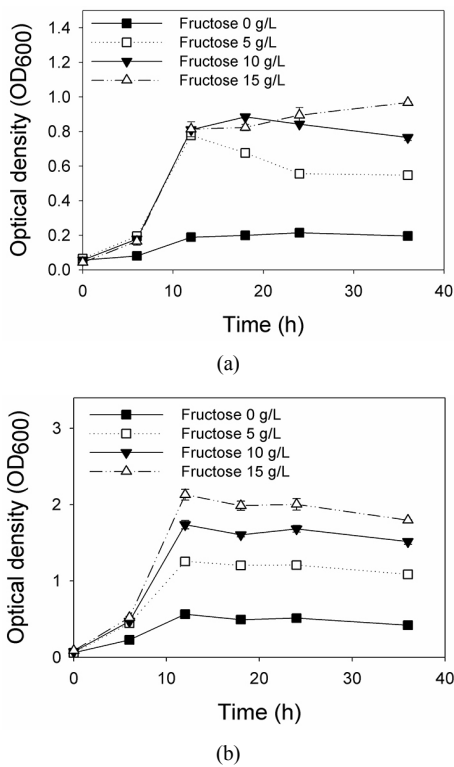 Fructose 0 g/L
Fructose 5 g/L
Fructose 10 g/L
Fructose 15 g/L
Optical density (OD600)
1.4
1.2
1.0
0.8
0.6
0.4
0.2
0.0
0 10 20 30 40
Time (h)
(a)
Fructose 0 g/L
Fructose 5 g/L
Fructose 10 g/L
Fructose 15 g/L
Optical density (OD600)
3
2
1
0
0 10 20 30 40
Time (h)
(b)